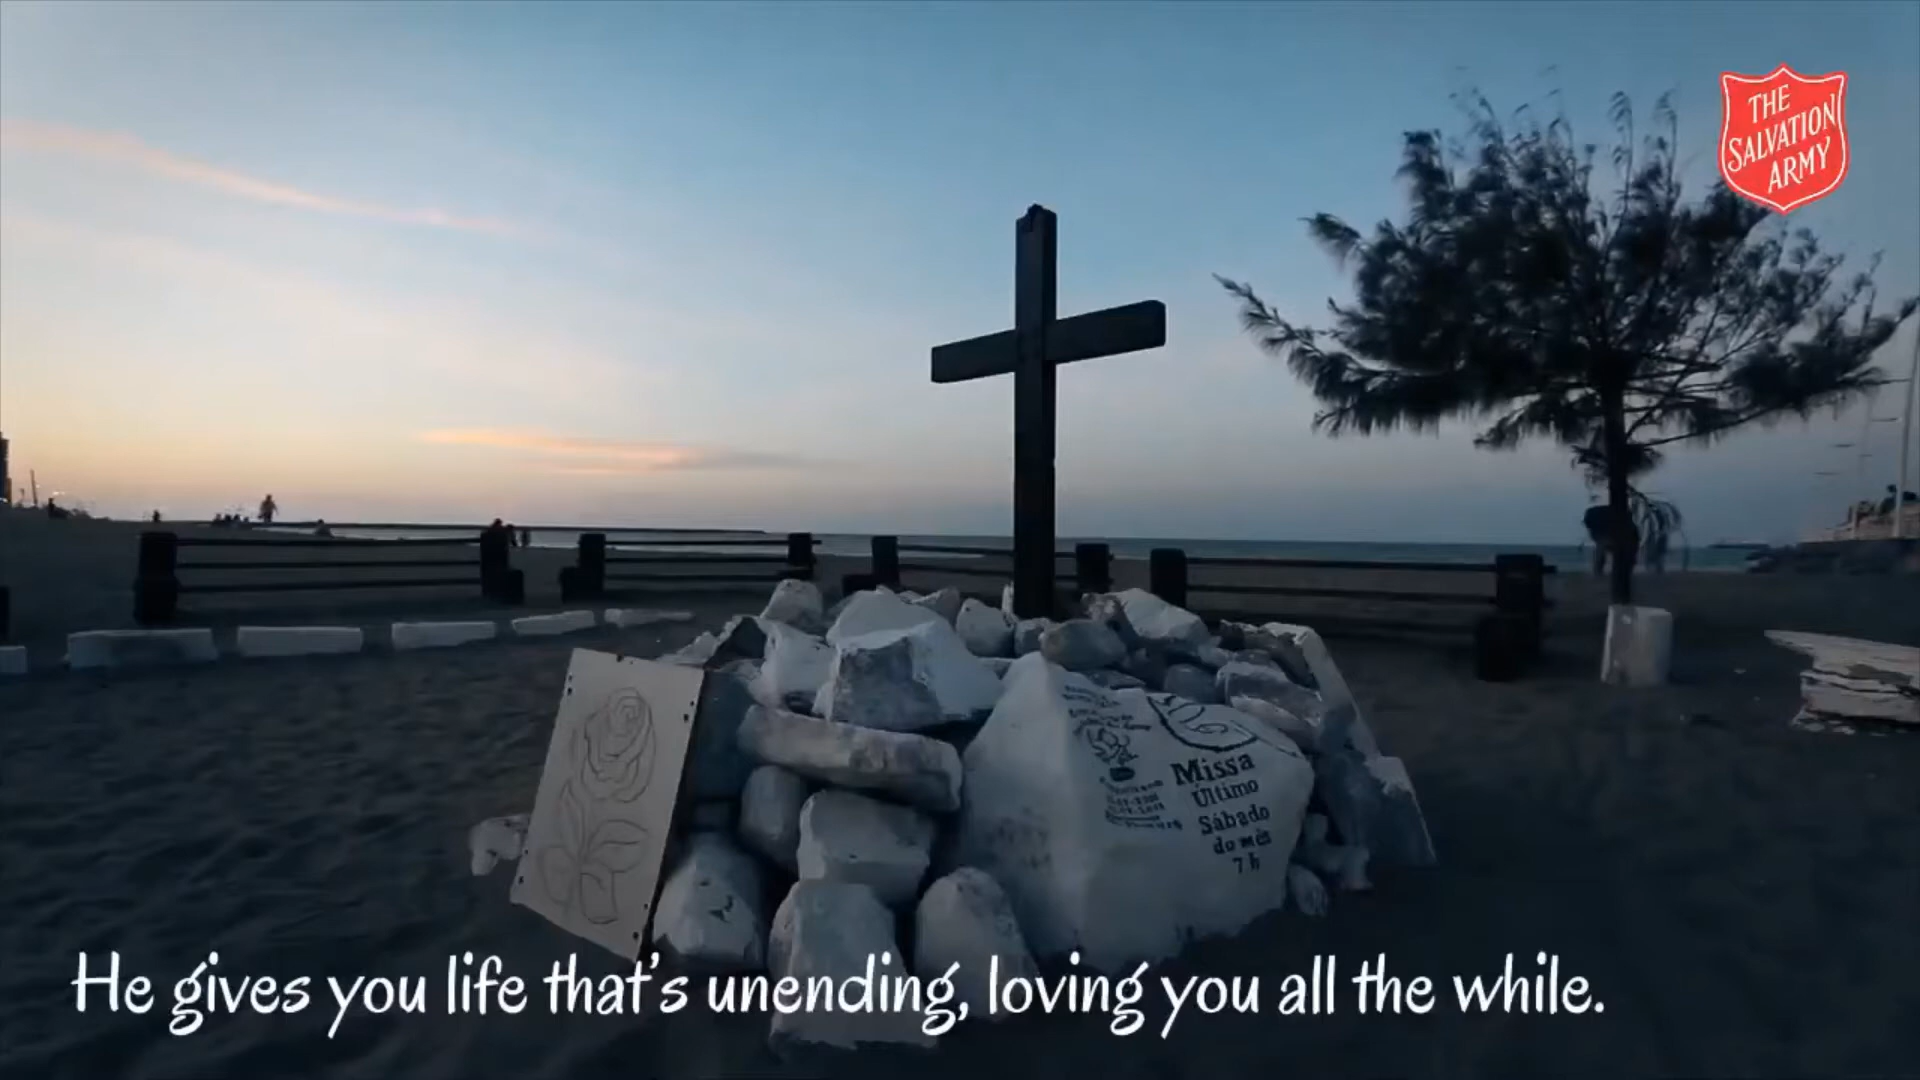 THE
SALVATION
ARMY
Missa
Último
Sábado
do mês
7 h
He gives you life that's unending, loving you all the while.